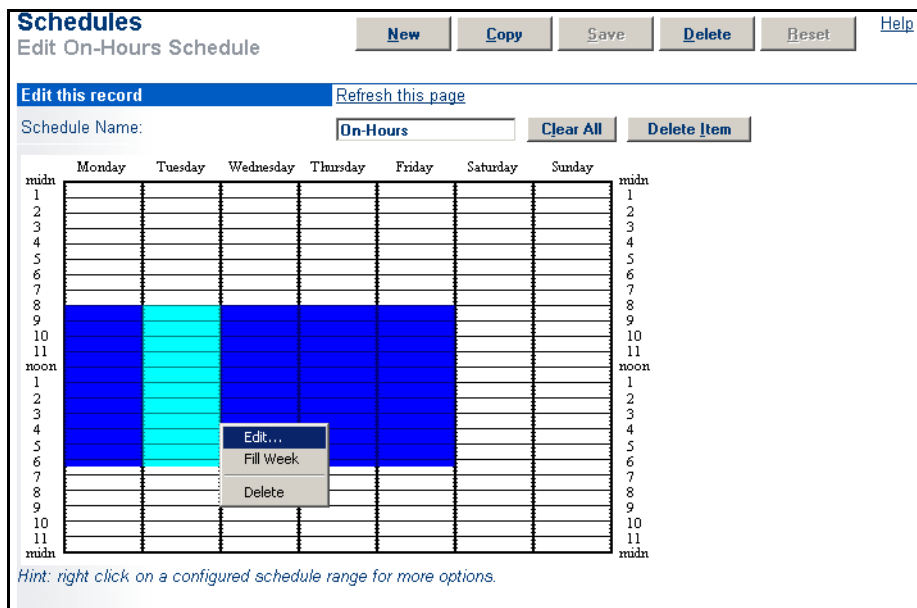 Schedules
Edit On-Hours Schedule
New Copy Save Delete Reset Help
Edit this record Refresh this page
Schedule Name: On-Hours Clear All Delete Item
Monday Tuesday Wednesday Thursday Friday Saturday Sunday
midn midn
1 1
2 2
3 3
4 4
5 5
6 6
7 7
8 8
9 9
10 10
11 11
noon noon
1 1
2 2
3 3
4 Edit... 4
5 Fill Week 5
6 6
7 7
8 Delete 8
9 9
10 10
11 11
midn midn
Hint: right click on a configured schedule range for more options.